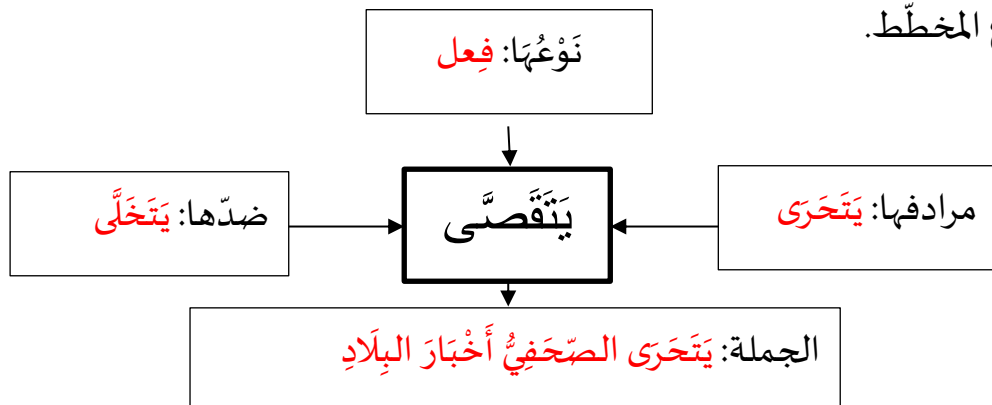 المخطّط.
نَوْعُهَا: فِعل
مرادفها: يَتَحَرَى
يَتَقَصَّى
ضدّها: يَتَخَلَّى
الجملة: يَتَحَرَى الصّحَفِيُّ أَخْبَارَ البِلَادِ